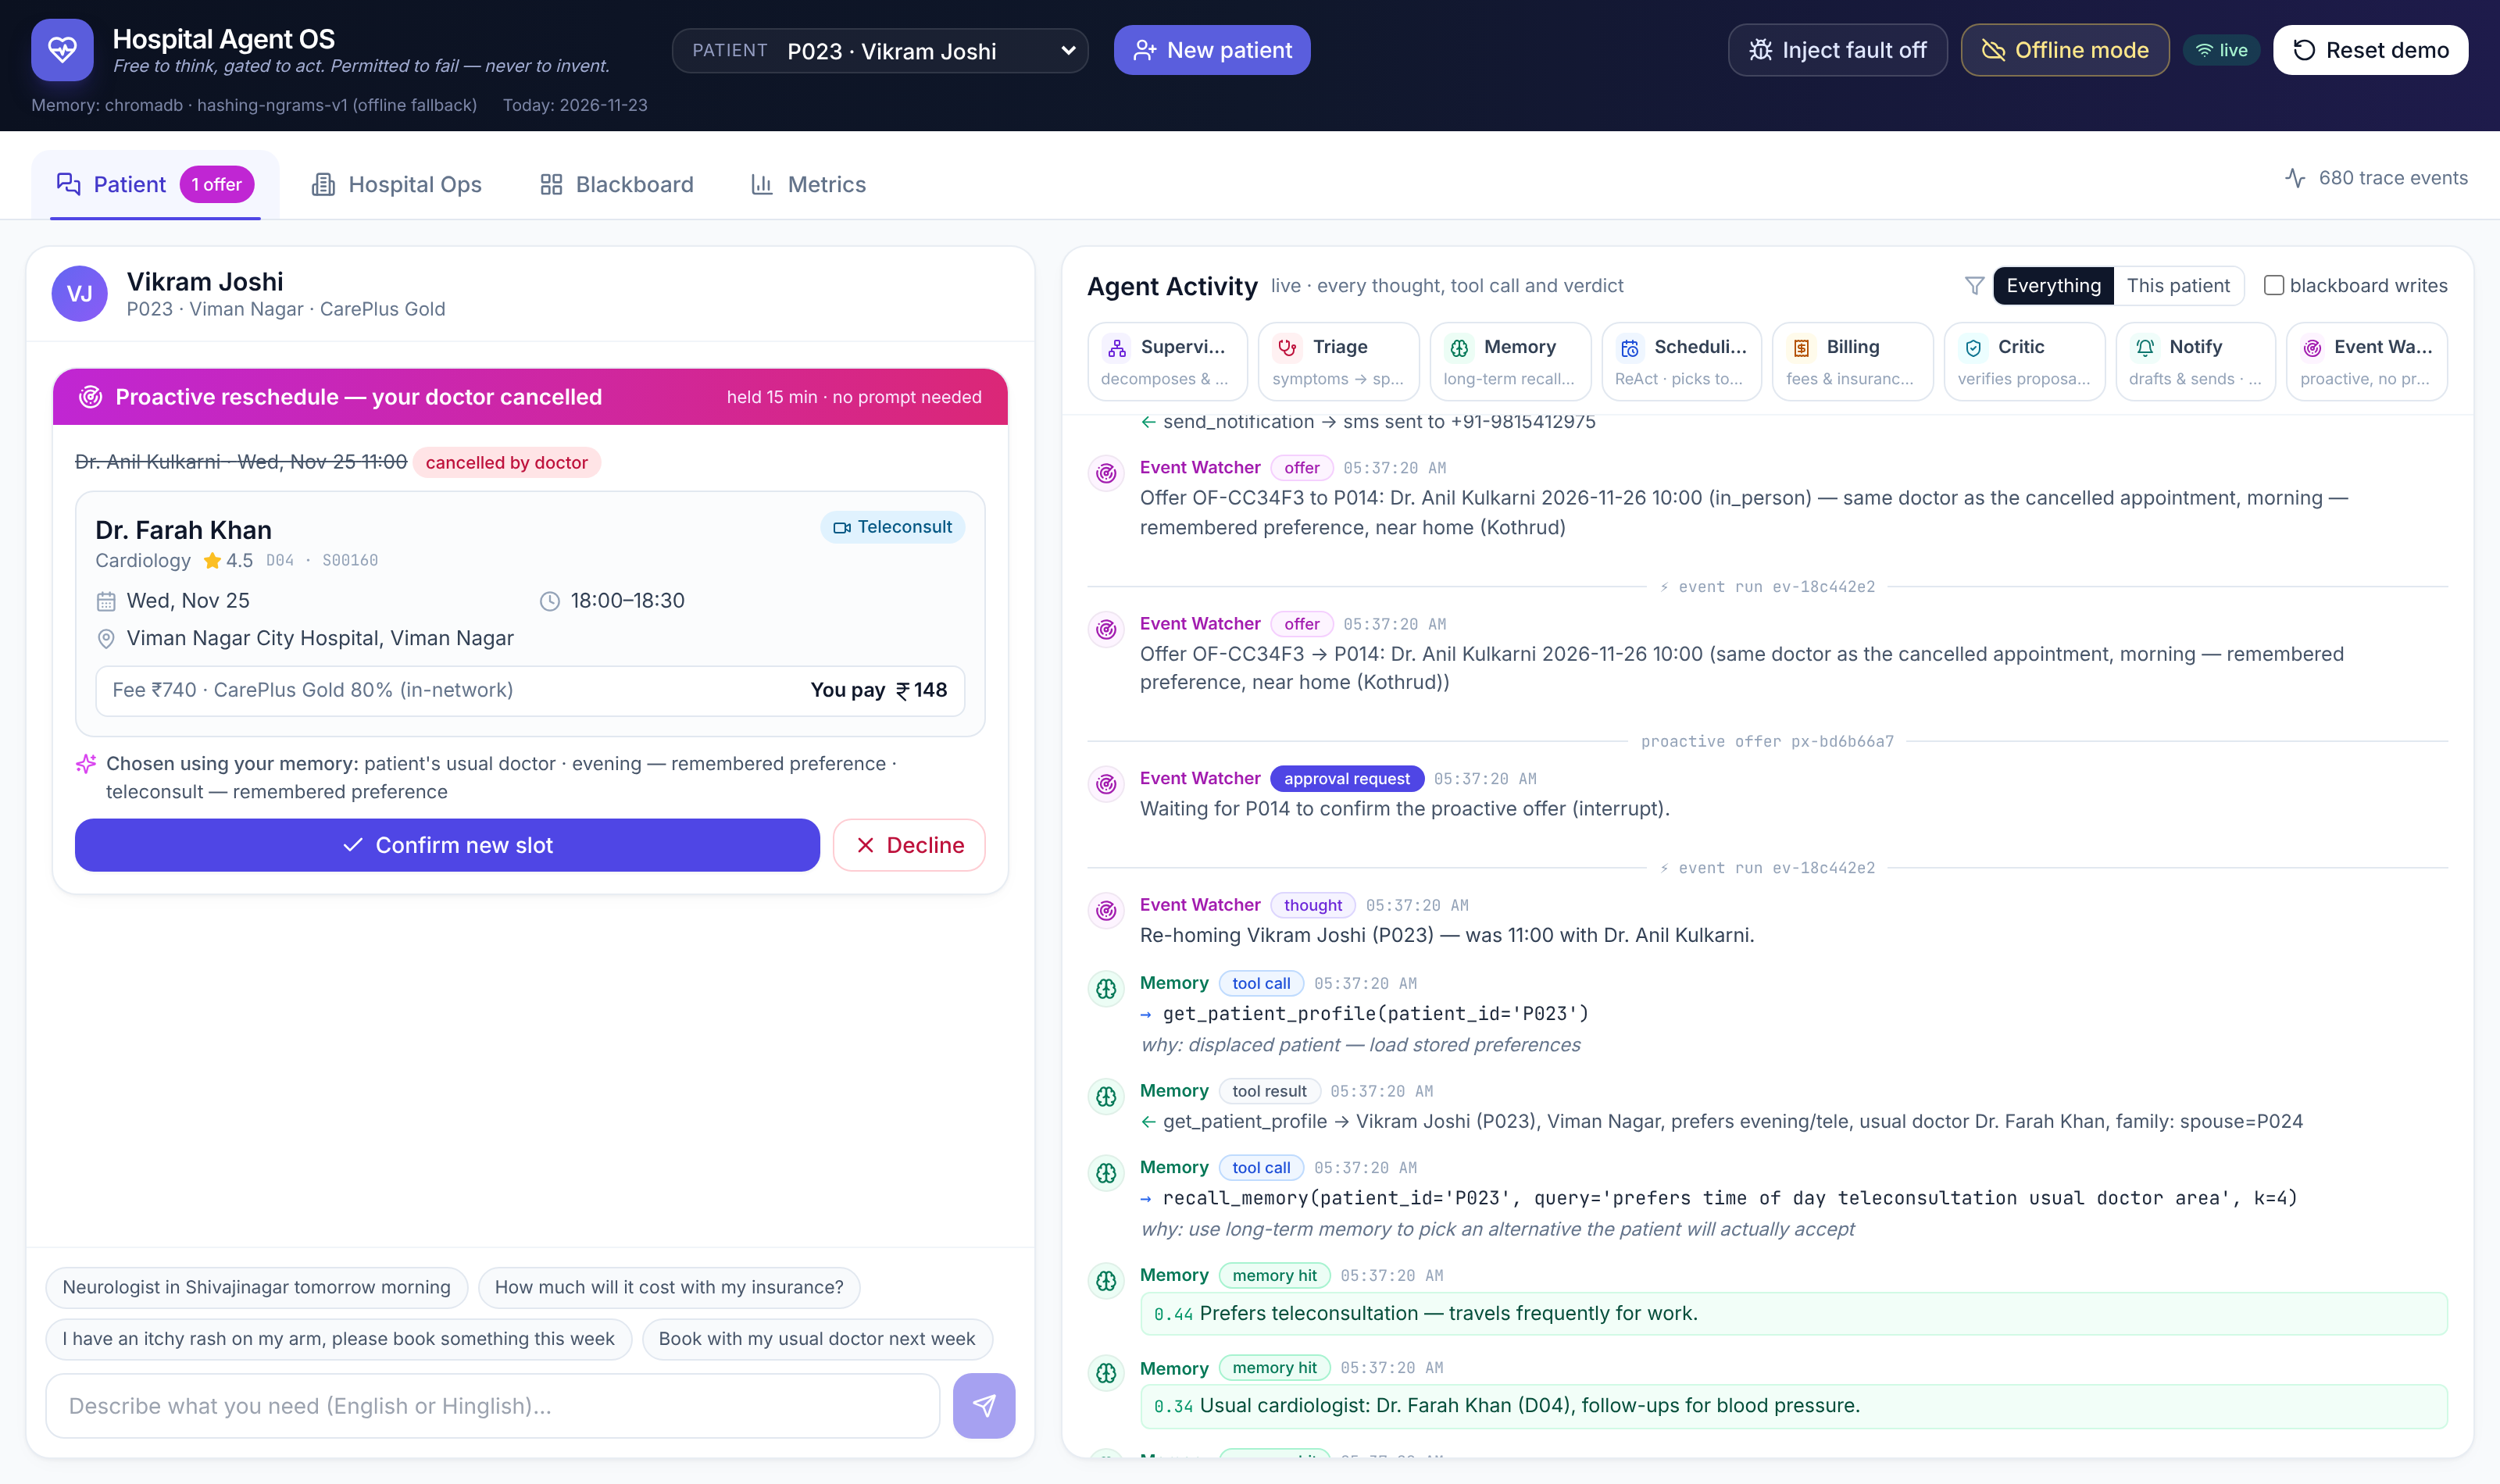 Hospital Agent OS
Free to think, gated to act. Permitted to fail — never to invent.
PATIENT P023 · Vikram Joshi
New patient
Inject fault off
Offline mode
live
Reset demo
Memory: chromadb · hashing-ngrams-v1 (offline fallback) Today: 2026-11-23
Patient 1 offer
Hospital Ops
Blackboard
Metrics
680 trace events
VJ
Vikram Joshi
P023 · Viman Nagar · CarePlus Gold
Proactive reschedule — your doctor cancelled
held 15 min · no prompt needed
Dr. Anil Kulkarni · Wed, Nov 25 11:00 cancelled by doctor
Dr. Farah Khan
Teleconsult
Cardiology 4.5 D04 · S00160
Wed, Nov 25
18:00–18:30
Viman Nagar City Hospital, Viman Nagar
Fee ₹740 · CarePlus Gold 80% (in-network)
You pay ₹148
Chosen using your memory: patient's usual doctor · evening — remembered preference ·
teleconsult — remembered preference
Confirm new slot
Decline
Neurologist in Shivajinagar tomorrow morning
How much will it cost with my insurance?
I have an itchy rash on my arm, please book something this week
Book with my usual doctor next week
Describe what you need (English or Hinglish)...
Agent Activity live · every thought, tool call and verdict
Everything
This patient
blackboard writes
Supervi...
decomposes & ...
Triage
symptoms → sp...
Memory
long-term recall...
Scheduli...
ReAct · picks to...
Billing
fees & insuranc...
Critic
verifies proposa...
Notify
drafts & sends · ...
Event Wa...
proactive, no pr...
← send_notification → sms sent to +91-9815412975
Event Watcher offer 05:37:20 AM
Offer OF-CC34F3 to P014: Dr. Anil Kulkarni 2026-11-26 10:00 (in_person) — same doctor as the cancelled appointment, morning —
remembered preference, near home (Kothrud)
⚡ event run ev-18c442e2
Event Watcher offer 05:37:20 AM
Offer OF-CC34F3 → P014: Dr. Anil Kulkarni 2026-11-26 10:00 (same doctor as the cancelled appointment, morning — remembered
preference, near home (Kothrud))
proactive offer px-bd6b66a7
Event Watcher approval request 05:37:20 AM
Waiting for P014 to confirm the proactive offer (interrupt).
⚡ event run ev-18c442e2
Event Watcher thought 05:37:20 AM
Re-homing Vikram Joshi (P023) — was 11:00 with Dr. Anil Kulkarni.
Memory tool call 05:37:20 AM
→ get_patient_profile(patient_id='P023')
why: displaced patient — load stored preferences
Memory tool result 05:37:20 AM
← get_patient_profile → Vikram Joshi (P023), Viman Nagar, prefers evening/tele, usual doctor Dr. Farah Khan, family: spouse=P024
Memory tool call 05:37:20 AM
→ recall_memory(patient_id='P023', query='prefers time of day teleconsultation usual doctor area', k=4)
why: use long-term memory to pick an alternative the patient will actually accept
Memory memory hit 05:37:20 AM
0.44 Prefers teleconsultation — travels frequently for work.
Memory memory hit 05:37:20 AM
0.34 Usual cardiologist: Dr. Farah Khan (D04), follow-ups for blood pressure.